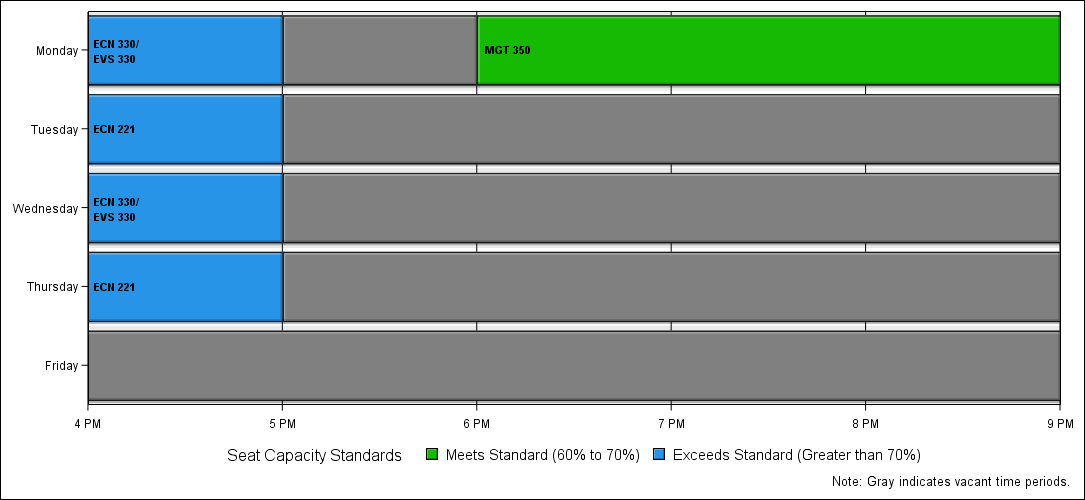 Monday
ECN 330/
EVS 330
MGT 350
Tuesday
ECN 221
Wednesday
ECN 330/
EVS 330
Thursday
ECN 221
Friday
4 PM 5 PM 6 PM 7 PM 8 PM 9 PM
Seat Capacity Standards Meets Standard (60% to 70%) Exceeds Standard (Greater than 70%)
Note: Gray indicates vacant time periods.